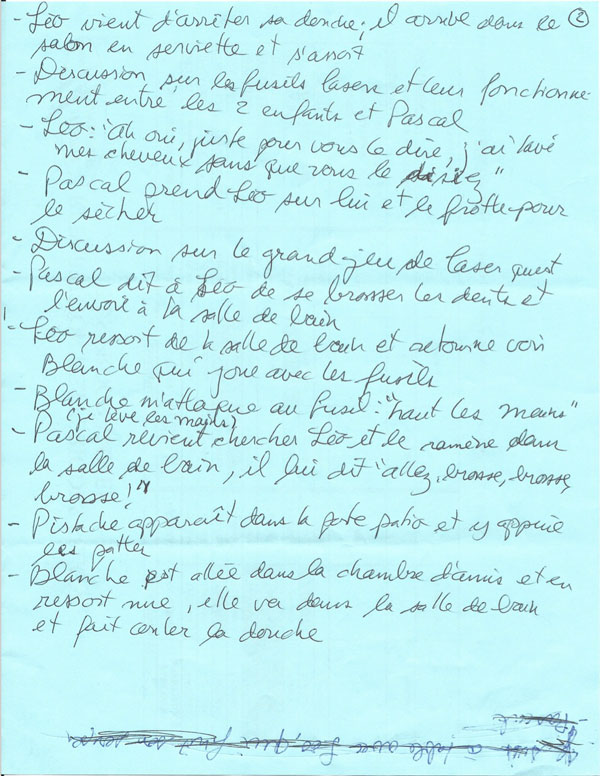 - Léo vient d'arrêter sa douche; il arrive dans le ②
salon en serviette et s'assoit
- Discussion sur les fusils lasers et leur fonctionne-
ment entre les 2 enfants et Pascal
- Léo: "Ah oui, juste pour vous le dire, j'ai lavé
mes cheveux sans que vous le disiez"
- Pascal prend Léo sur lui et le frotte pour
le sécher
- Discussion sur le grand jeu de laser quest
- Pascal dit à Léo de se brosser les dents et
l'envoie à la salle de bain
- Léo ressort de la salle de bain et retourne voir
Blanche qui joue avec les fusils
- Blanche m'attaque au fusil: "haut les mains"
(je lève les mains)
- Pascal revient chercher Léo et le ramène dans
la salle de bain, il lui dit "allez, brosse, brosse,
brosse!"
- Pistache apparaît dans la porte patio et y appuie
les pattes
- Blanche est allée dans la chambre d'amis et en
ressort nue, elle va dans la salle de bain
et fait couler la douche